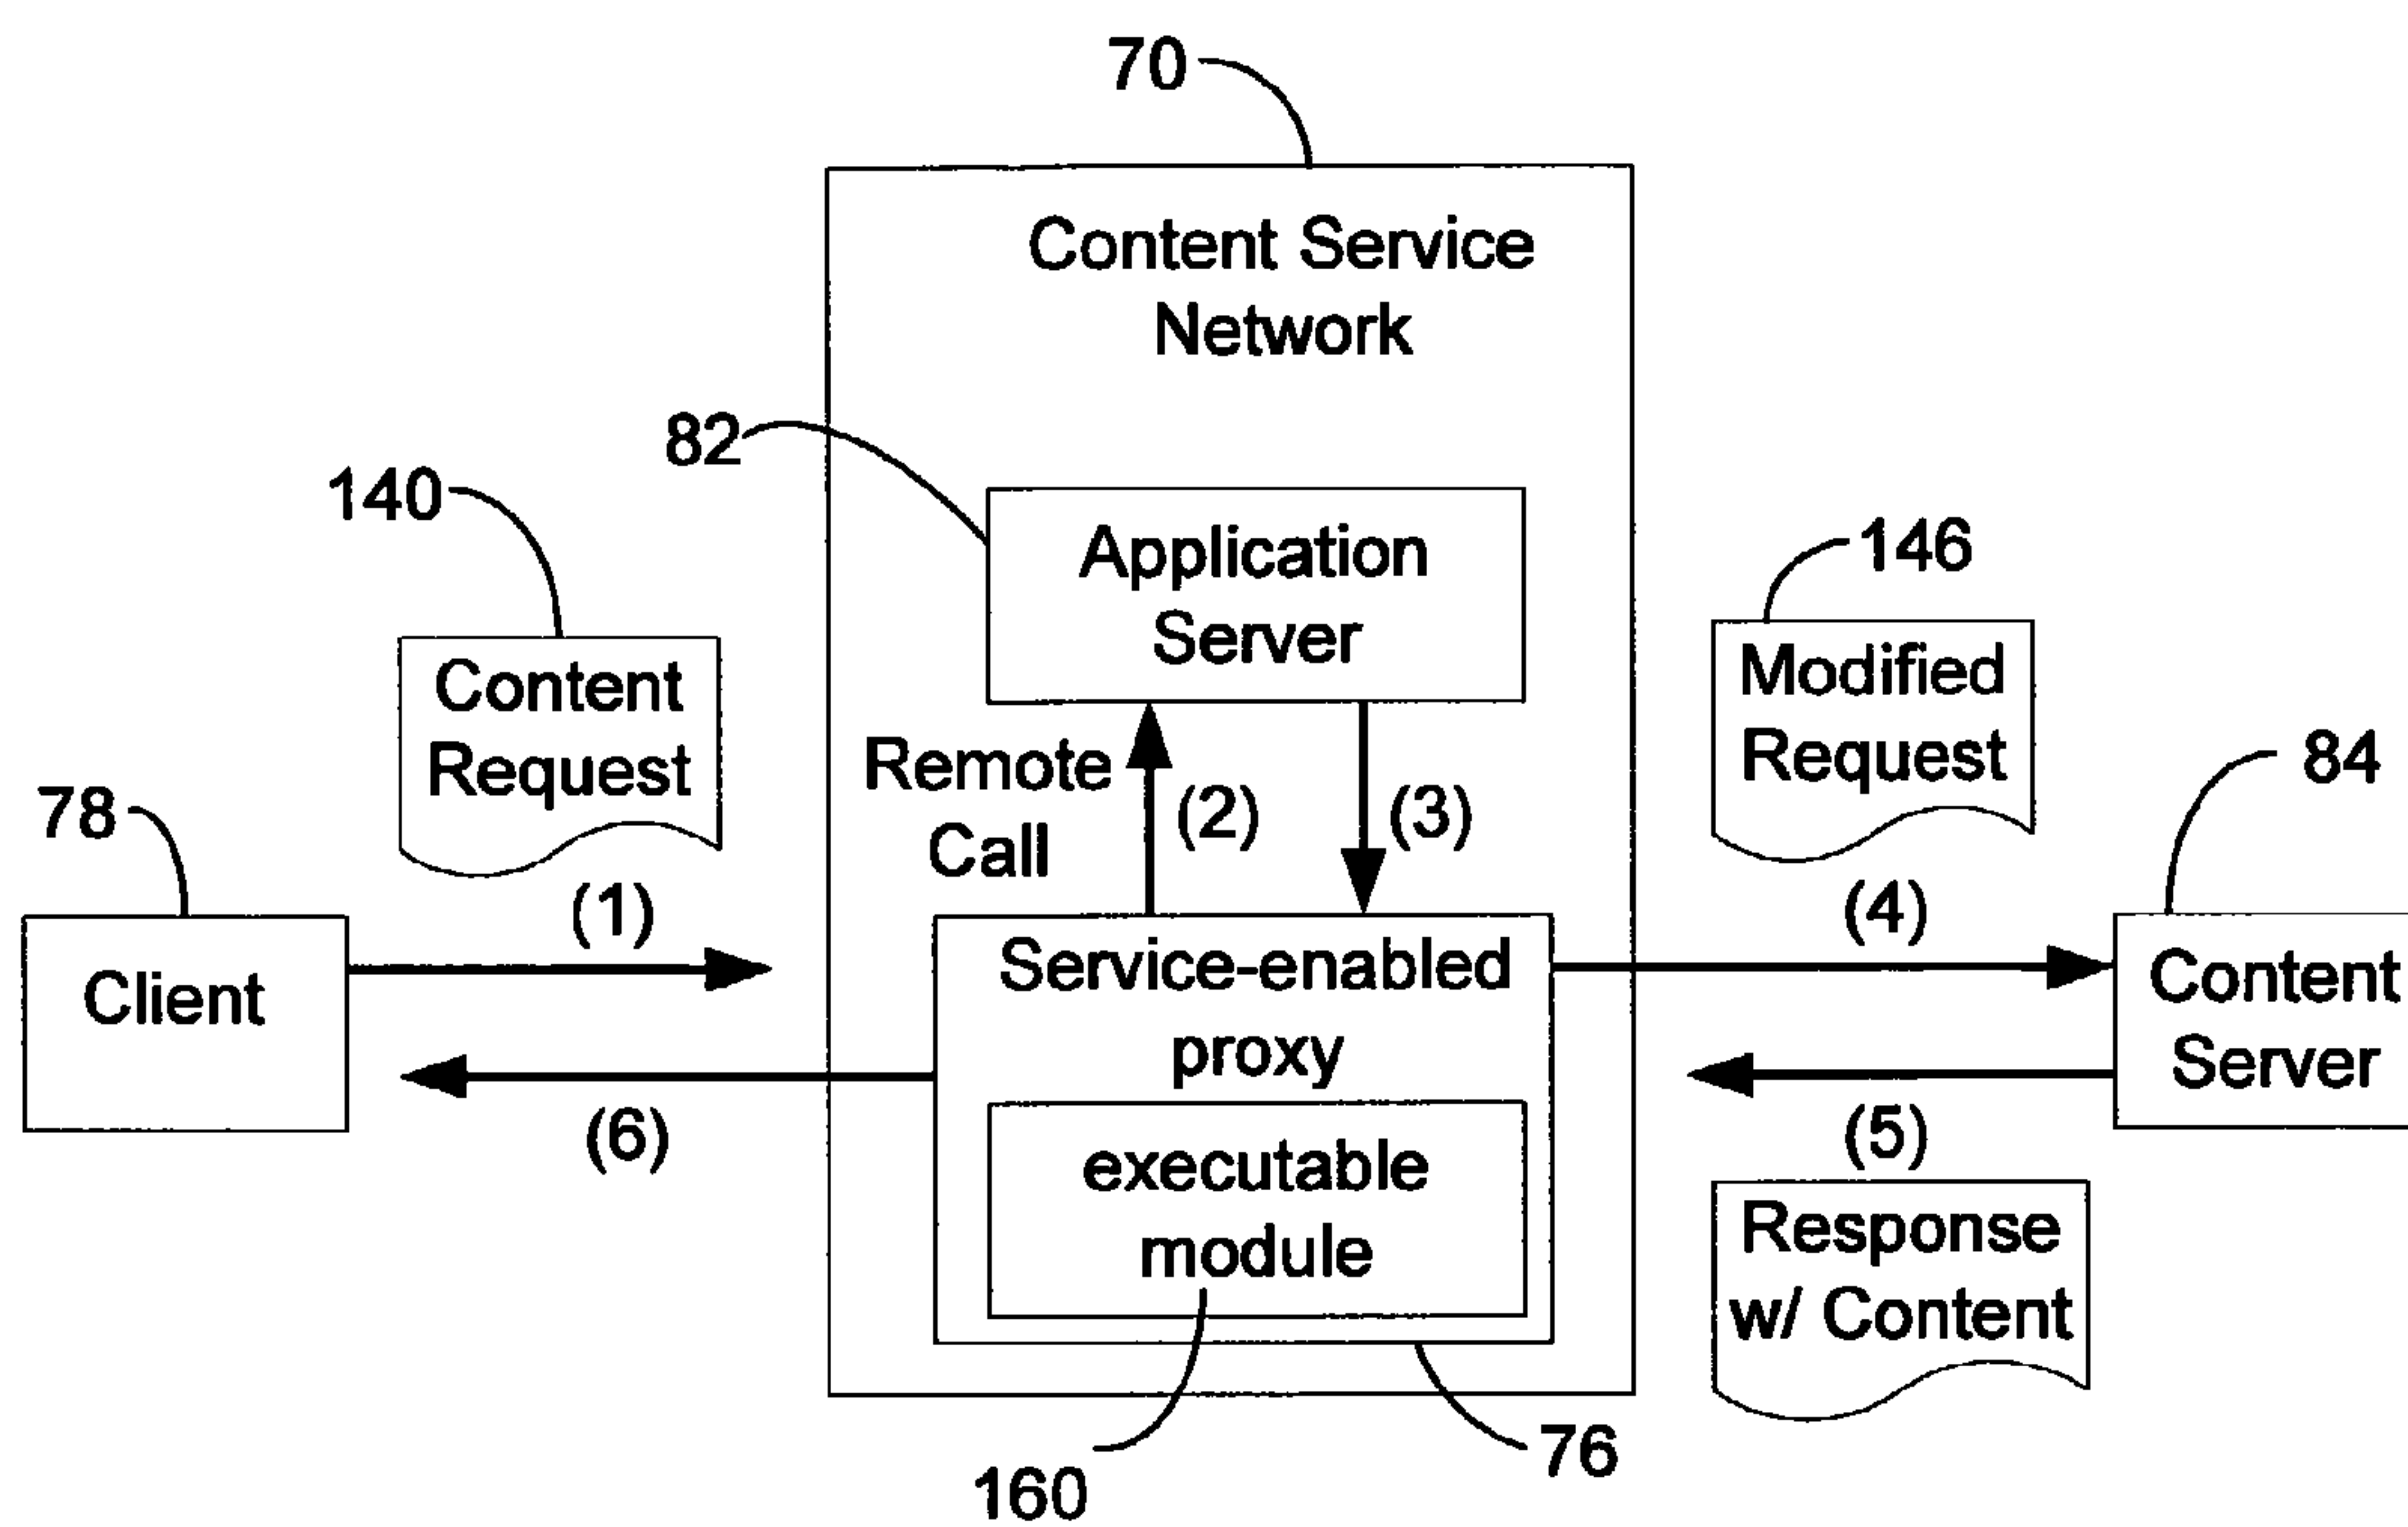 70
Content Service
Network
82
140
Application
Server
146
Content
Request
Modified
Request
78
Remote
Call
(2)
(3)
84
(1)
(4)
Client
Service-enabled
proxy
Content
Server
(6)
(5)
executable
module
Response
w/ Content
160
76